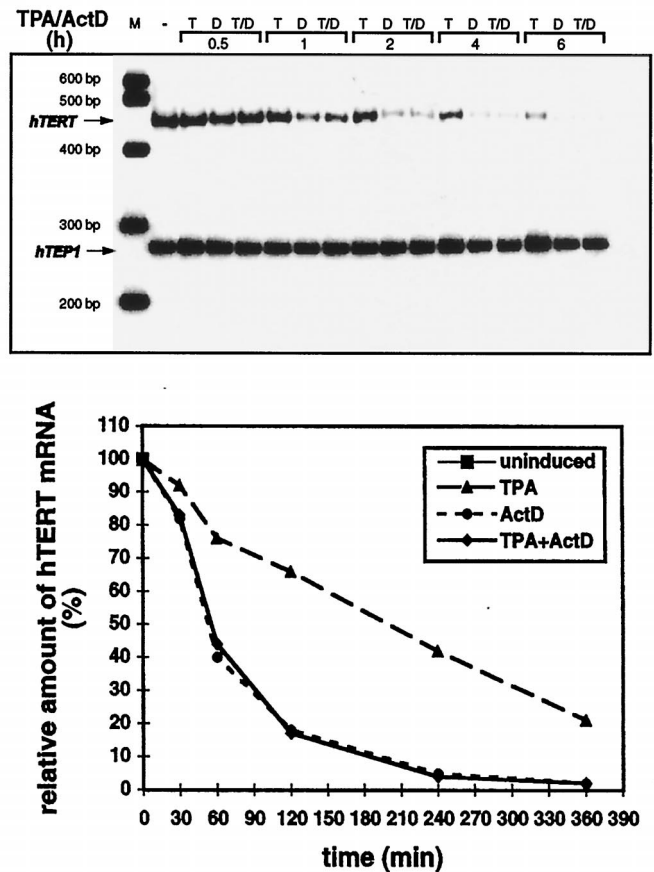 TPA/ActD M - T D T/D T D T/D T D T/D T D T/D T D T/D
(h) 0.5 1 2 4 6
600 bp
500 bp
hTERT
400 bp
300 bp
hTEP1
200 bp
110
100
90
80
70
60
50
40
30
20
10
0
relative amount of hTERT mRNA
(%)
uninduced
TPA
ActD
TPA+ActD
0 30 60 90 120 150 180 210 240 270 300 330 360 390
time (min)